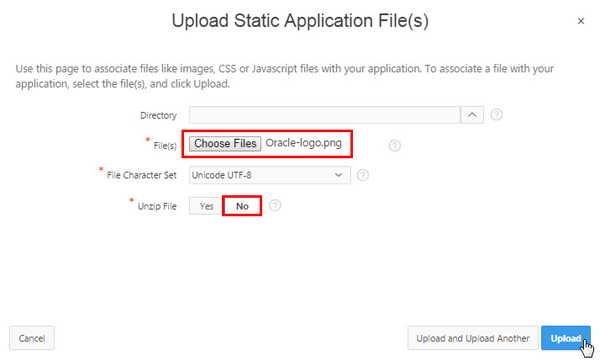 Upload Static Application File(s)
×
Use this page to associate files like images, CSS or Javascript files with your application. To associate a file with your
application, select the file(s), and click Upload.
Directory
?
* File(s) Choose Files Oracle-logo.png ?
* File Character Set Unicode UTF-8 ?
* Unzip File Yes No ?
Cancel Upload and Upload Another Upload